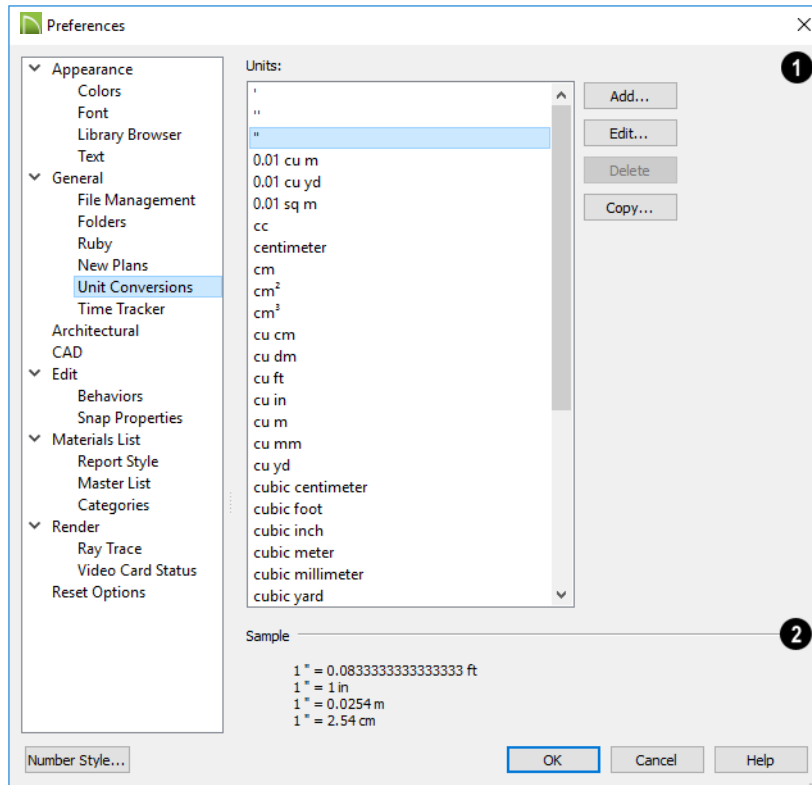 Preferences
1
Appearance
Colors
Font
Library Browser
Text
General
File Management
Folders
Ruby
New Plans
Unit Conversions
Time Tracker
Architectural
CAD
Edit
Behaviors
Snap Properties
Materials List
Report Style
Master List
Categories
Render
Ray Trace
Video Card Status
Reset Options
Units:
'
''
"
0.01 cu m
0.01 cu yd
0.01 sq m
cc
centimeter
cm
cm²
cm³
cu cm
cu dm
cu ft
cu in
cu m
cu mm
cu yd
cubic centimeter
cubic foot
cubic inch
cubic meter
cubic millimeter
cubic yard
Add...
Edit...
Delete
Copy...
Sample
2
1 " = 0.0833333333333333 ft
1 " = 1 in
1 " = 0.0254 m
1 " = 2.54 cm
Number Style...
OK
Cancel
Help